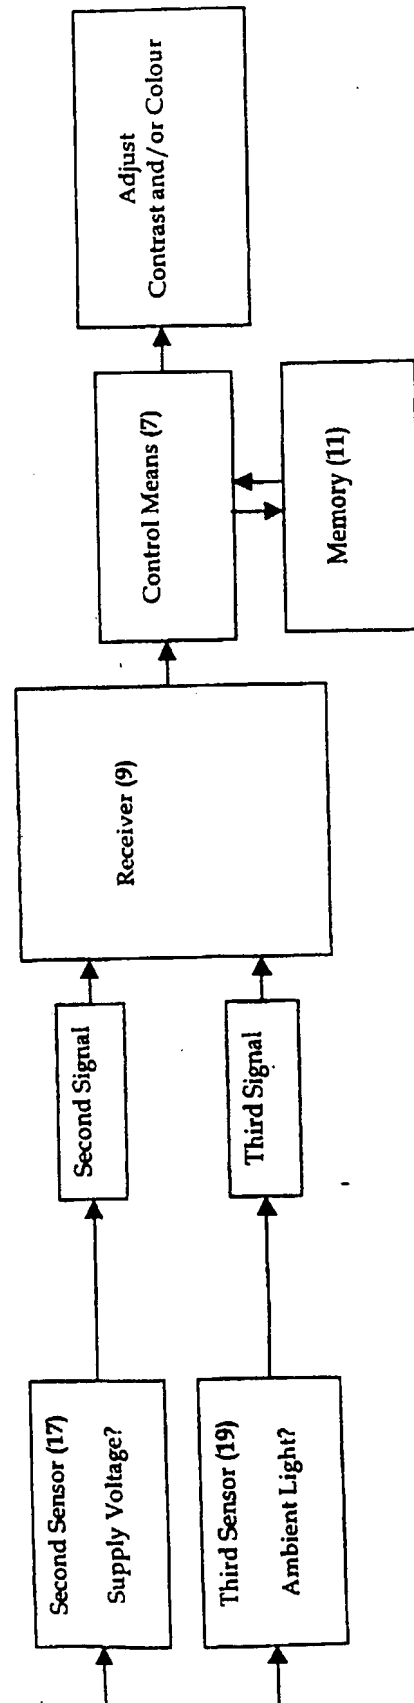 Second Sensor (17)
Supply Voltage?
Third Sensor (19)
Ambient Light?
Second Signal
Third Signal
Receiver (9)
Control Means (7)
Memory (11)
Adjust
Contrast and/or Colour